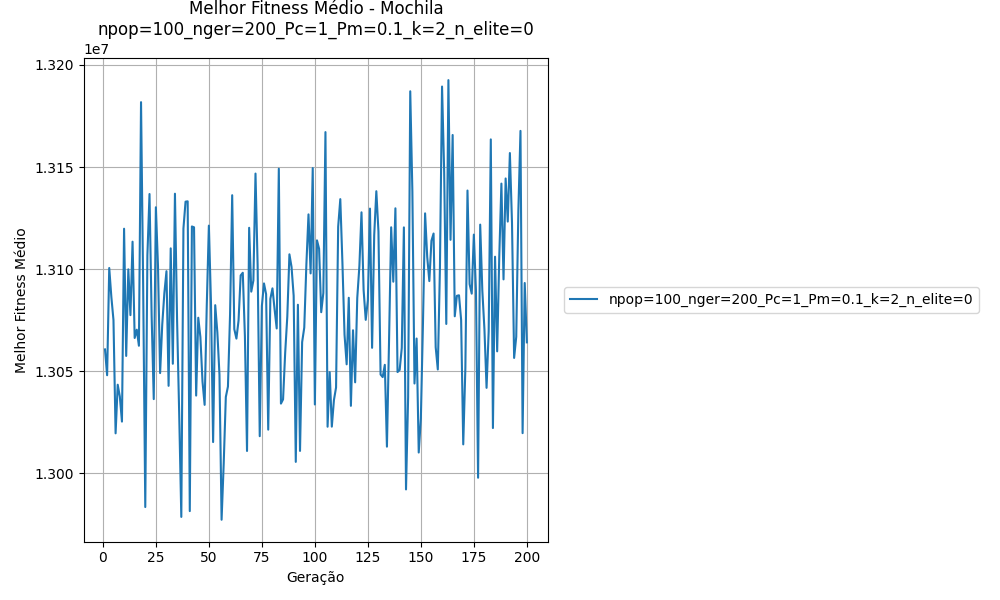 Melhor Fitness Médio - Mochila
npop=100_nger=200_Pc=1_Pm=0.1_k=2_n_elite=0
1e7
1.320
1.315
1.310
1.305
1.300
Melhor Fitness Médio
0 25 50 75 100 125 150 175 200
Geração
npop=100_nger=200_Pc=1_Pm=0.1_k=2_n_elite=0